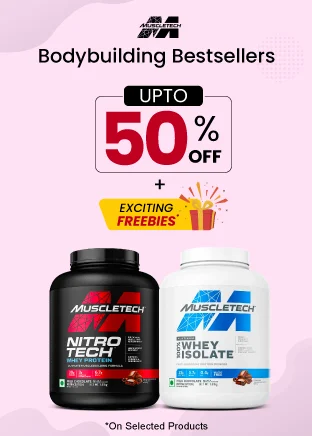 MUSCLETECH
Bodybuilding Bestsellers
UPTO
50%
OFF
+
EXCITING
FREEBIES*
MUSCLETECH
NITRO
TECH
WHEY PROTEIN
MUSCLETECH
100% WHEY
ISOLATE
*On Selected Products